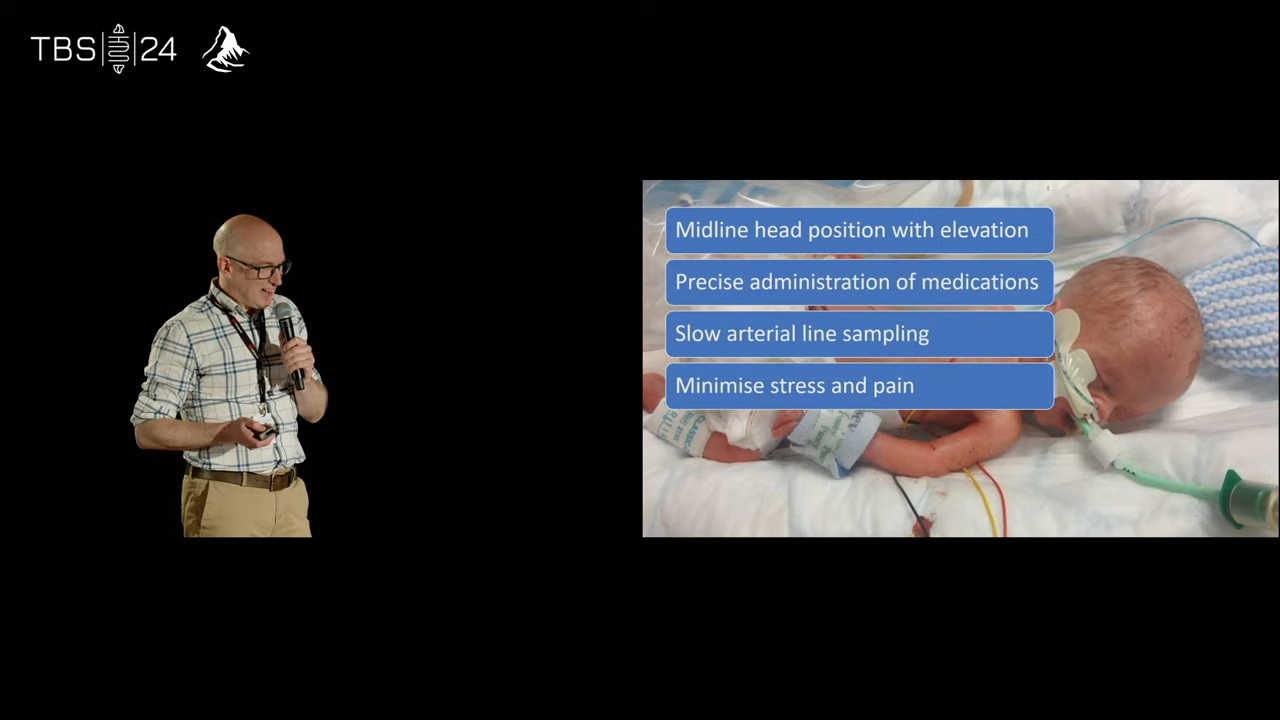 TBS 24
Midline head position with elevation
Precise administration of medications
Slow arterial line sampling
Minimise stress and pain
CLASSIC